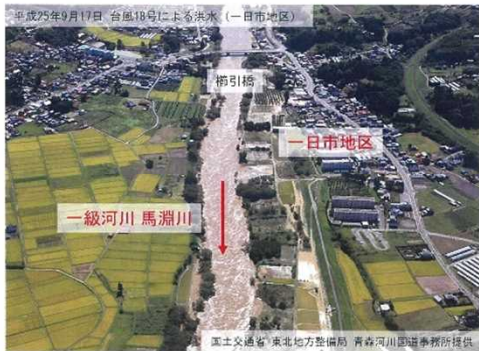 平成25年9月17日 台風18号による洪水（一日市地区）
櫛引橋
一日市地区
一級河川 馬淵川
国土交通省 東北地方整備局 青森河川国道事務所提供